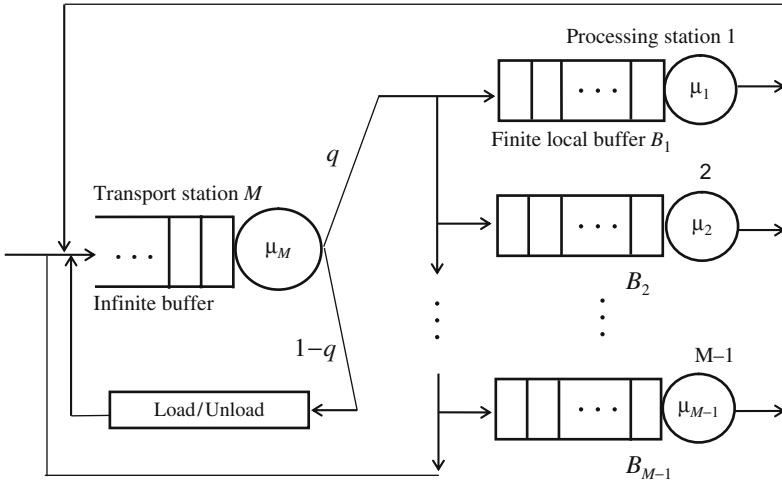 Processing station 1
μ1
q
Finite local buffer B1
Transport station M
2
μM
μ2
Infinite buffer
B2
1–q
M–1
Load/Unload
μM–1
BM–1